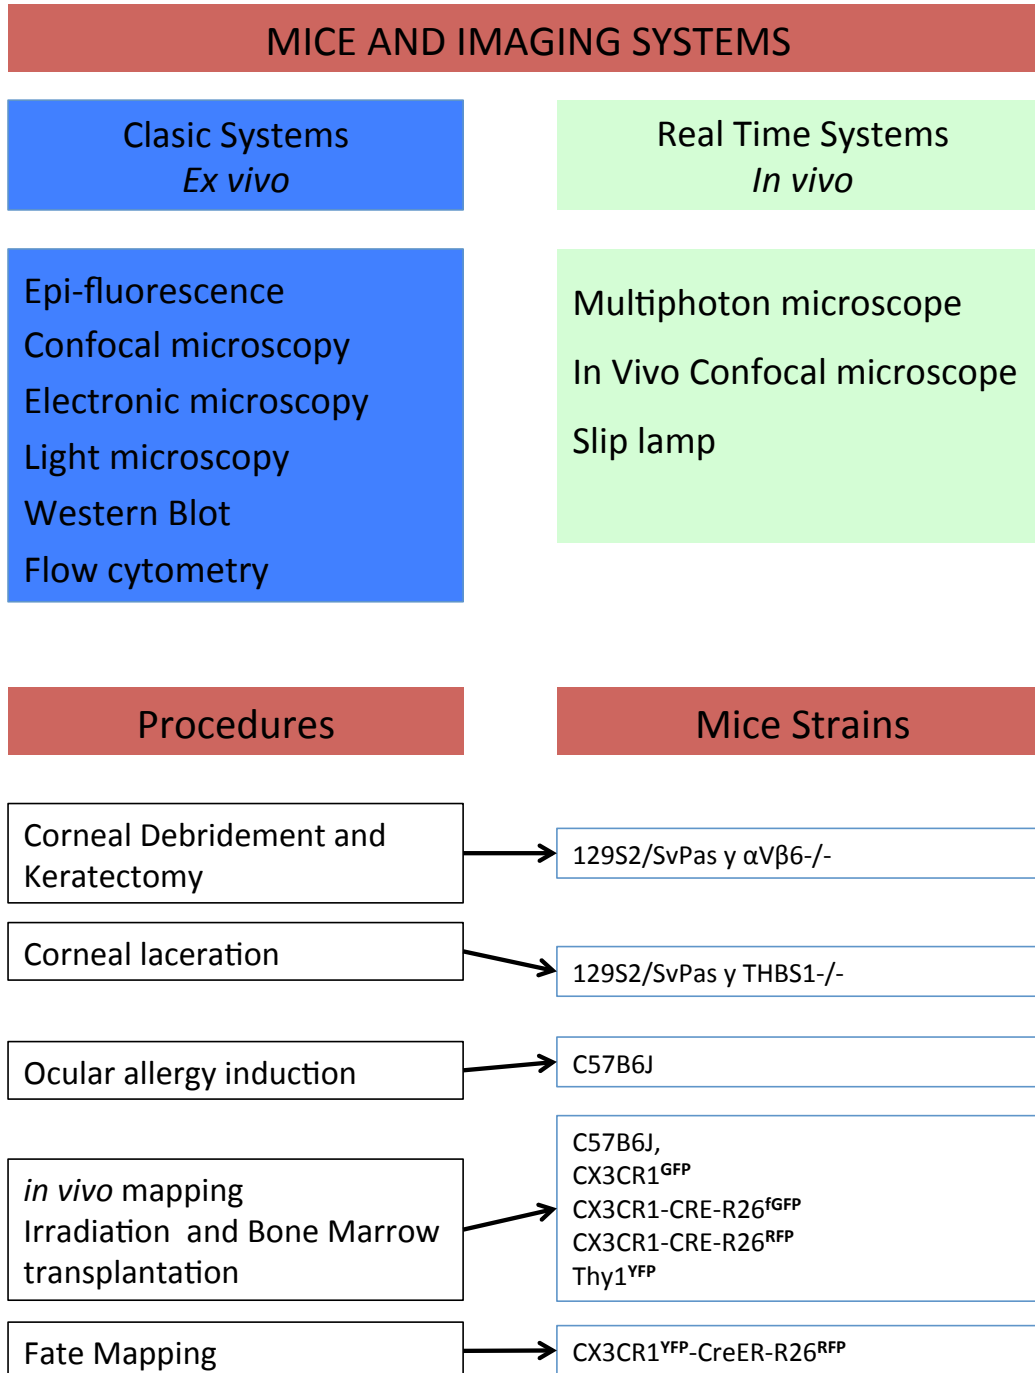 MICE AND IMAGING SYSTEMS
Clasic Systems
Ex vivo
Real Time Systems
In vivo
Epi-fluorescence
Confocal microscopy
Electronic microscopy
Light microscopy
Western Blot
Flow cytometry
Multiphoton microscope
In Vivo Confocal microscope
Slip lamp
Procedures
Mice Strains
Corneal Debridement and
Keratectomy
129S2/SvPas y αVβ6-/-
Corneal laceration
129S2/SvPas y THBS1-/-
Ocular allergy induction
C57B6J
in vivo mapping
Irradiation and Bone Marrow
transplantation
C57B6J,
CX3CR1GFP
CX3CR1-CRE-R26fGFP
CX3CR1-CRE-R26RFP
Thy1YFP
Fate Mapping
CX3CR1YFP-CreER-R26RFP